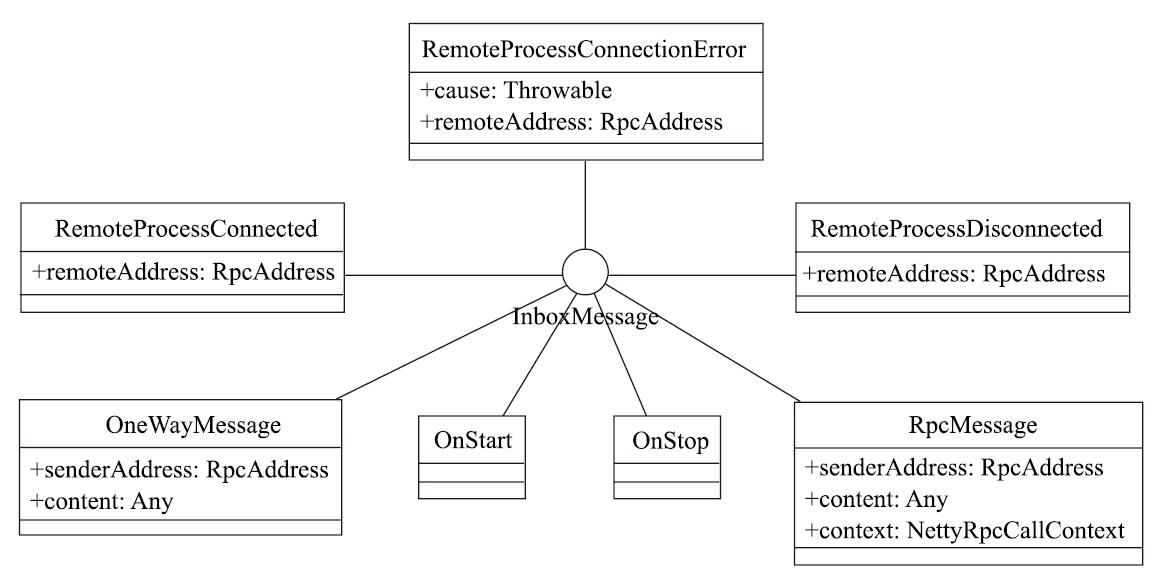 RemoteProcessConnectionError
+cause: Throwable
+remoteAddress: RpcAddress
RemoteProcessConnected
+remoteAddress: RpcAddress
RemoteProcessDisconnected
+remoteAddress: RpcAddress
InboxMessage
OneWayMessage
+senderAddress: RpcAddress
+content: Any
OnStart
OnStop
RpcMessage
+senderAddress: RpcAddress
+content: Any
+context: NettyRpcCallContext